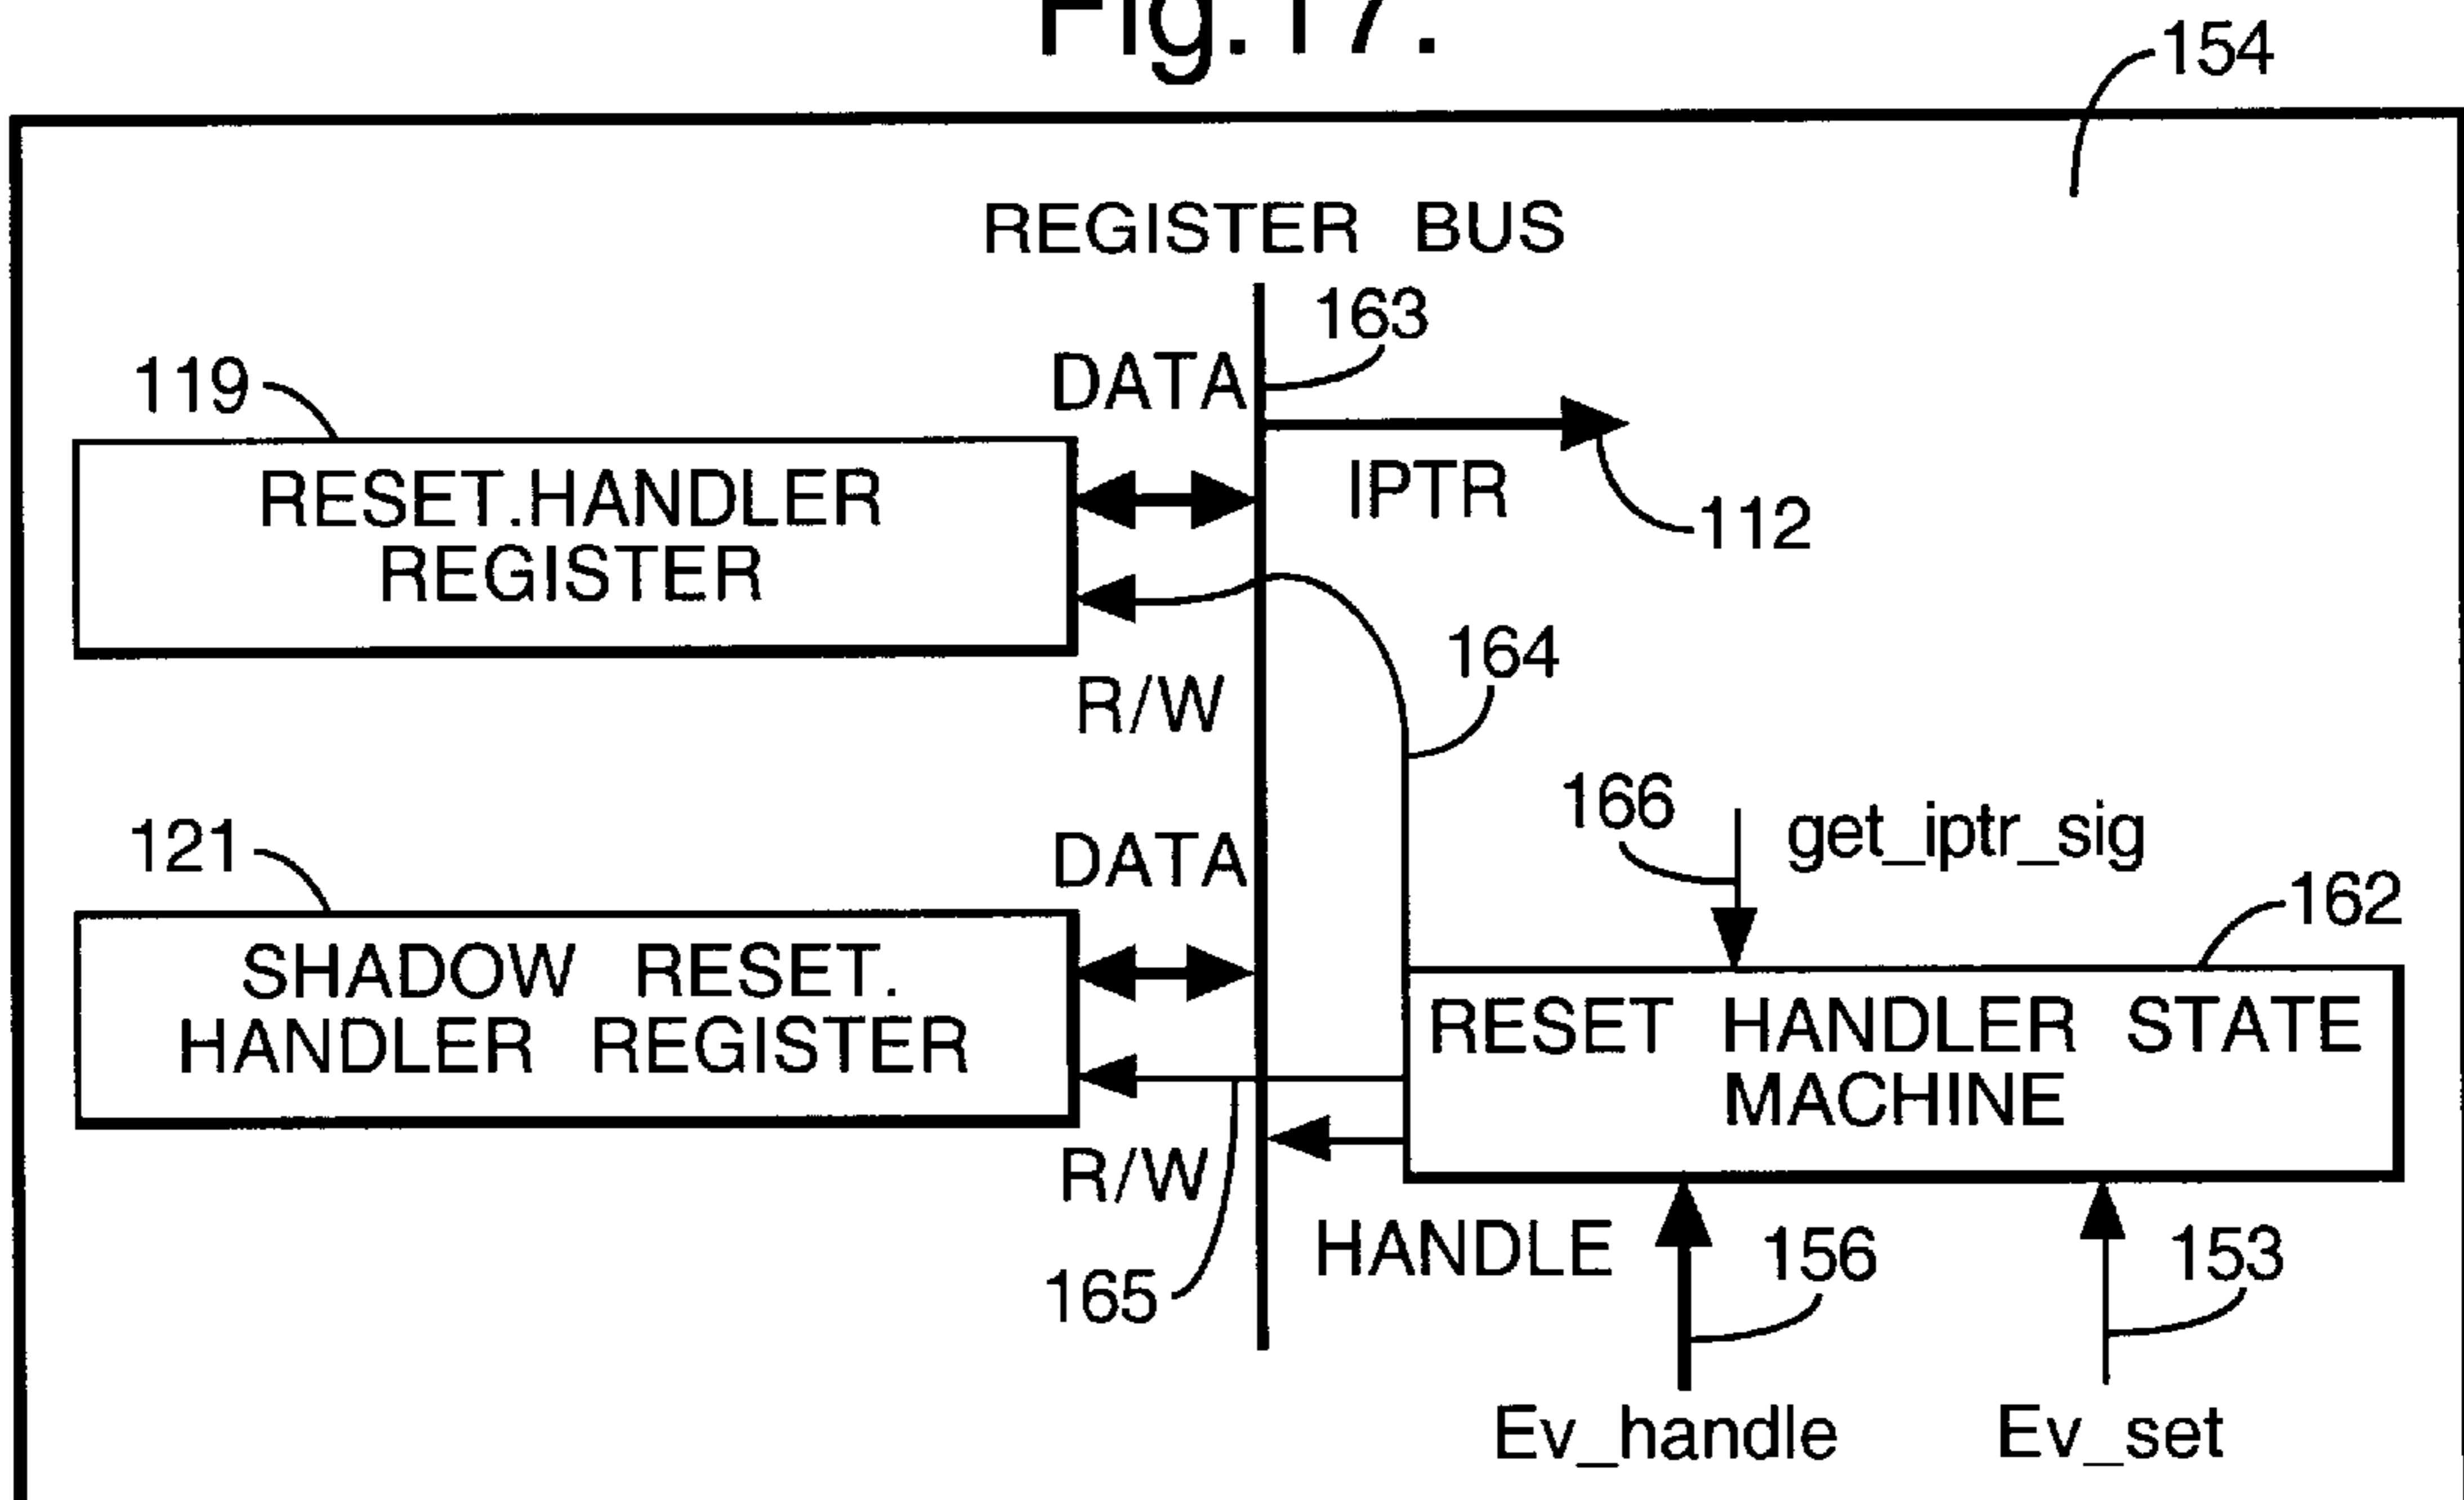 Fig.17.
154
REGISTER BUS
163
DATA
119
RESET.HANDLER
REGISTER
IPTR
112
R/W
164
166
get_iptr_sig
121
DATA
162
SHADOW RESET.
HANDLER REGISTER
RESET HANDLER STATE
MACHINE
R/W
HANDLE
165
156
153
Ev_handle
Ev_set